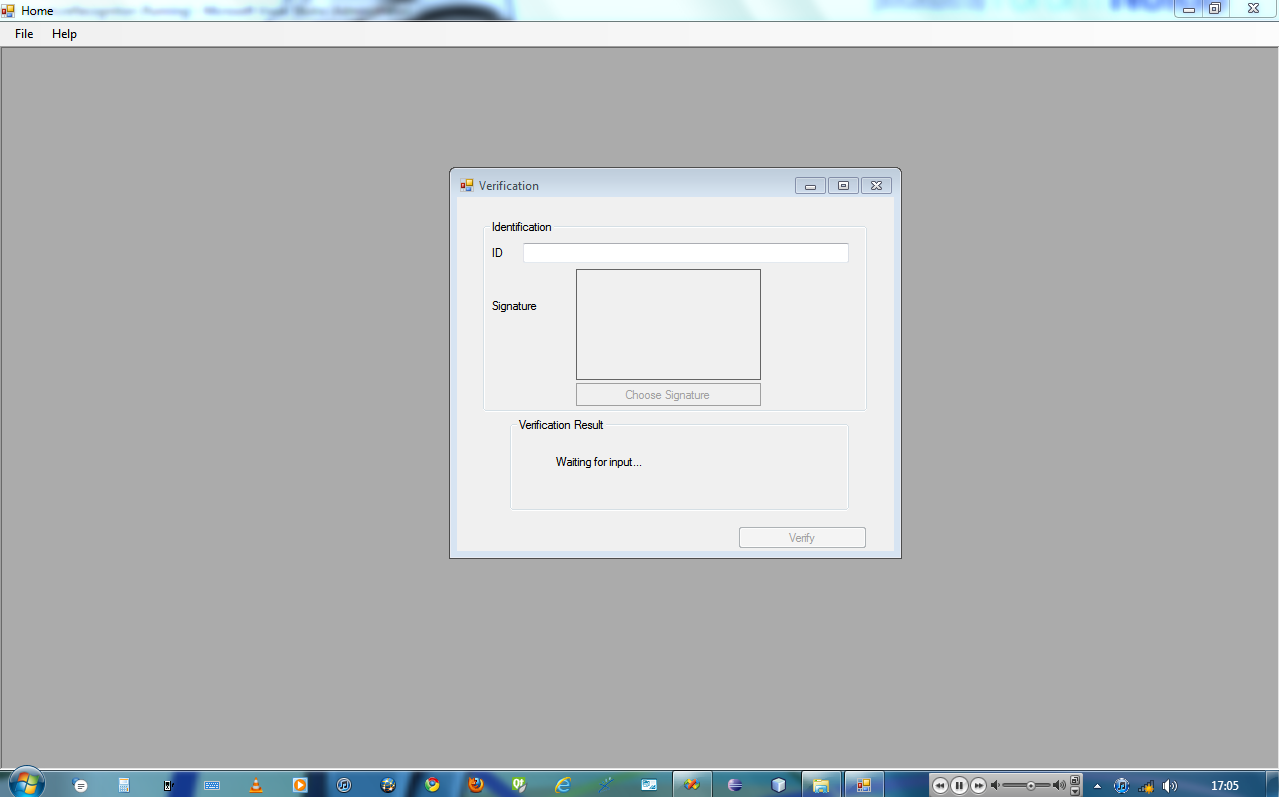 Home
File Help
Verification
Identification
ID
Signature
Choose Signature
Verification Result
Waiting for input...
Verify
17:05